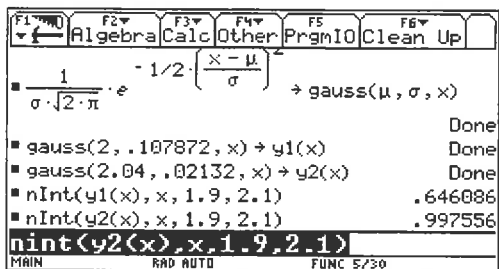 F1 F2 F3 F4 F5 F6
Algebra Calc Other PrgmIO Clean Up
▪ 1/(σ·√(2·π)) · e^(-1/2·((x - μ)/σ)^2) → gauss(μ, σ, x)
Done
▪ gauss(2, .107872, x) → y1(x) Done
▪ gauss(2.04, .02132, x) → y2(x) Done
▪ nInt(y1(x), x, 1.9, 2.1) .646086
▪ nInt(y2(x), x, 1.9, 2.1) .997556
nint(y2(x),x,1.9,2.1)
MAIN RAD AUTO FUNC 5/30